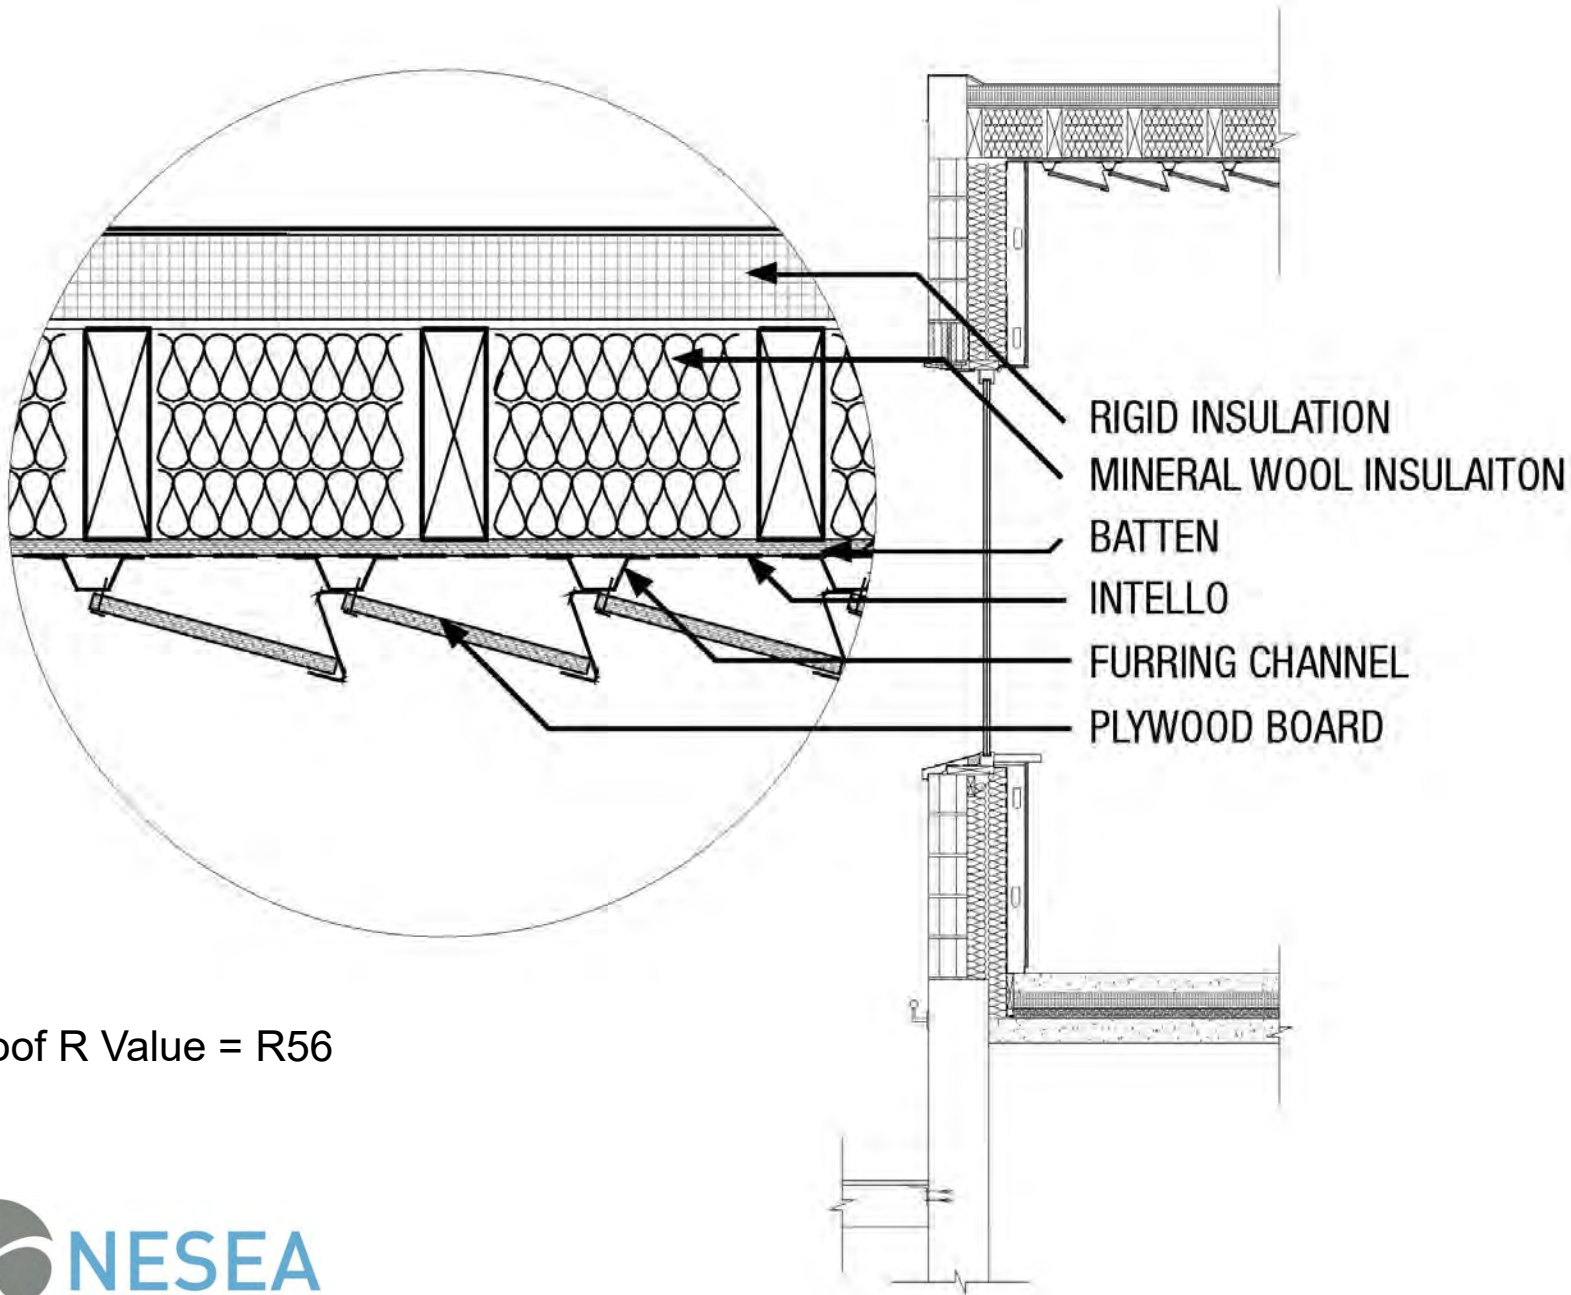 RIGID INSULATION
MINERAL WOOL INSULAITON
BATTEN
INTELLO
FURRING CHANNEL
PLYWOOD BOARD
oof R Value = R56
NESEA